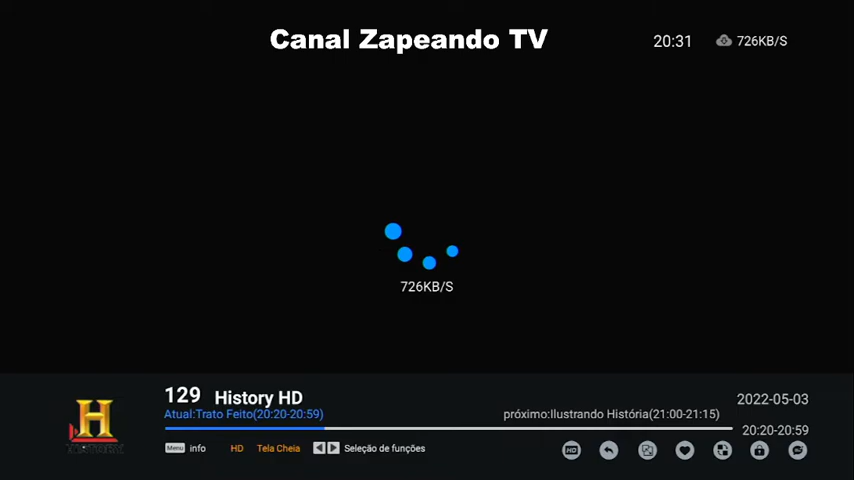 Canal Zapeando TV
20:31
726KB/S
726KB/S
129 History HD
2022-05-03
Atual:Trato Feito(20:20-20:59)
próximo:Ilustrando História(21:00-21:15)
20:20-20:59
Menu info HD Tela Cheia Seleção de funções
HD
H
HISTORY